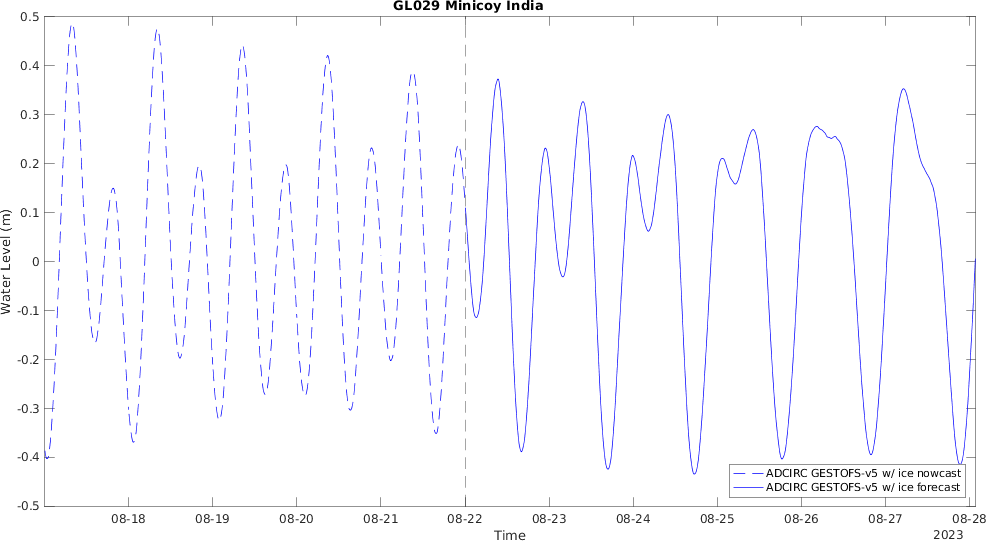 GL029 Minicoy India
0.5
0.4
0.3
0.2
0.1
0
-0.1
-0.2
-0.3
-0.4
-0.5
Water Level (m)
ADCIRC GESTOFS-v5 w/ ice nowcast
ADCIRC GESTOFS-v5 w/ ice forecast
08-18 08-19 08-20 08-21 08-22 08-23 08-24 08-25 08-26 08-27 08-28
Time
2023